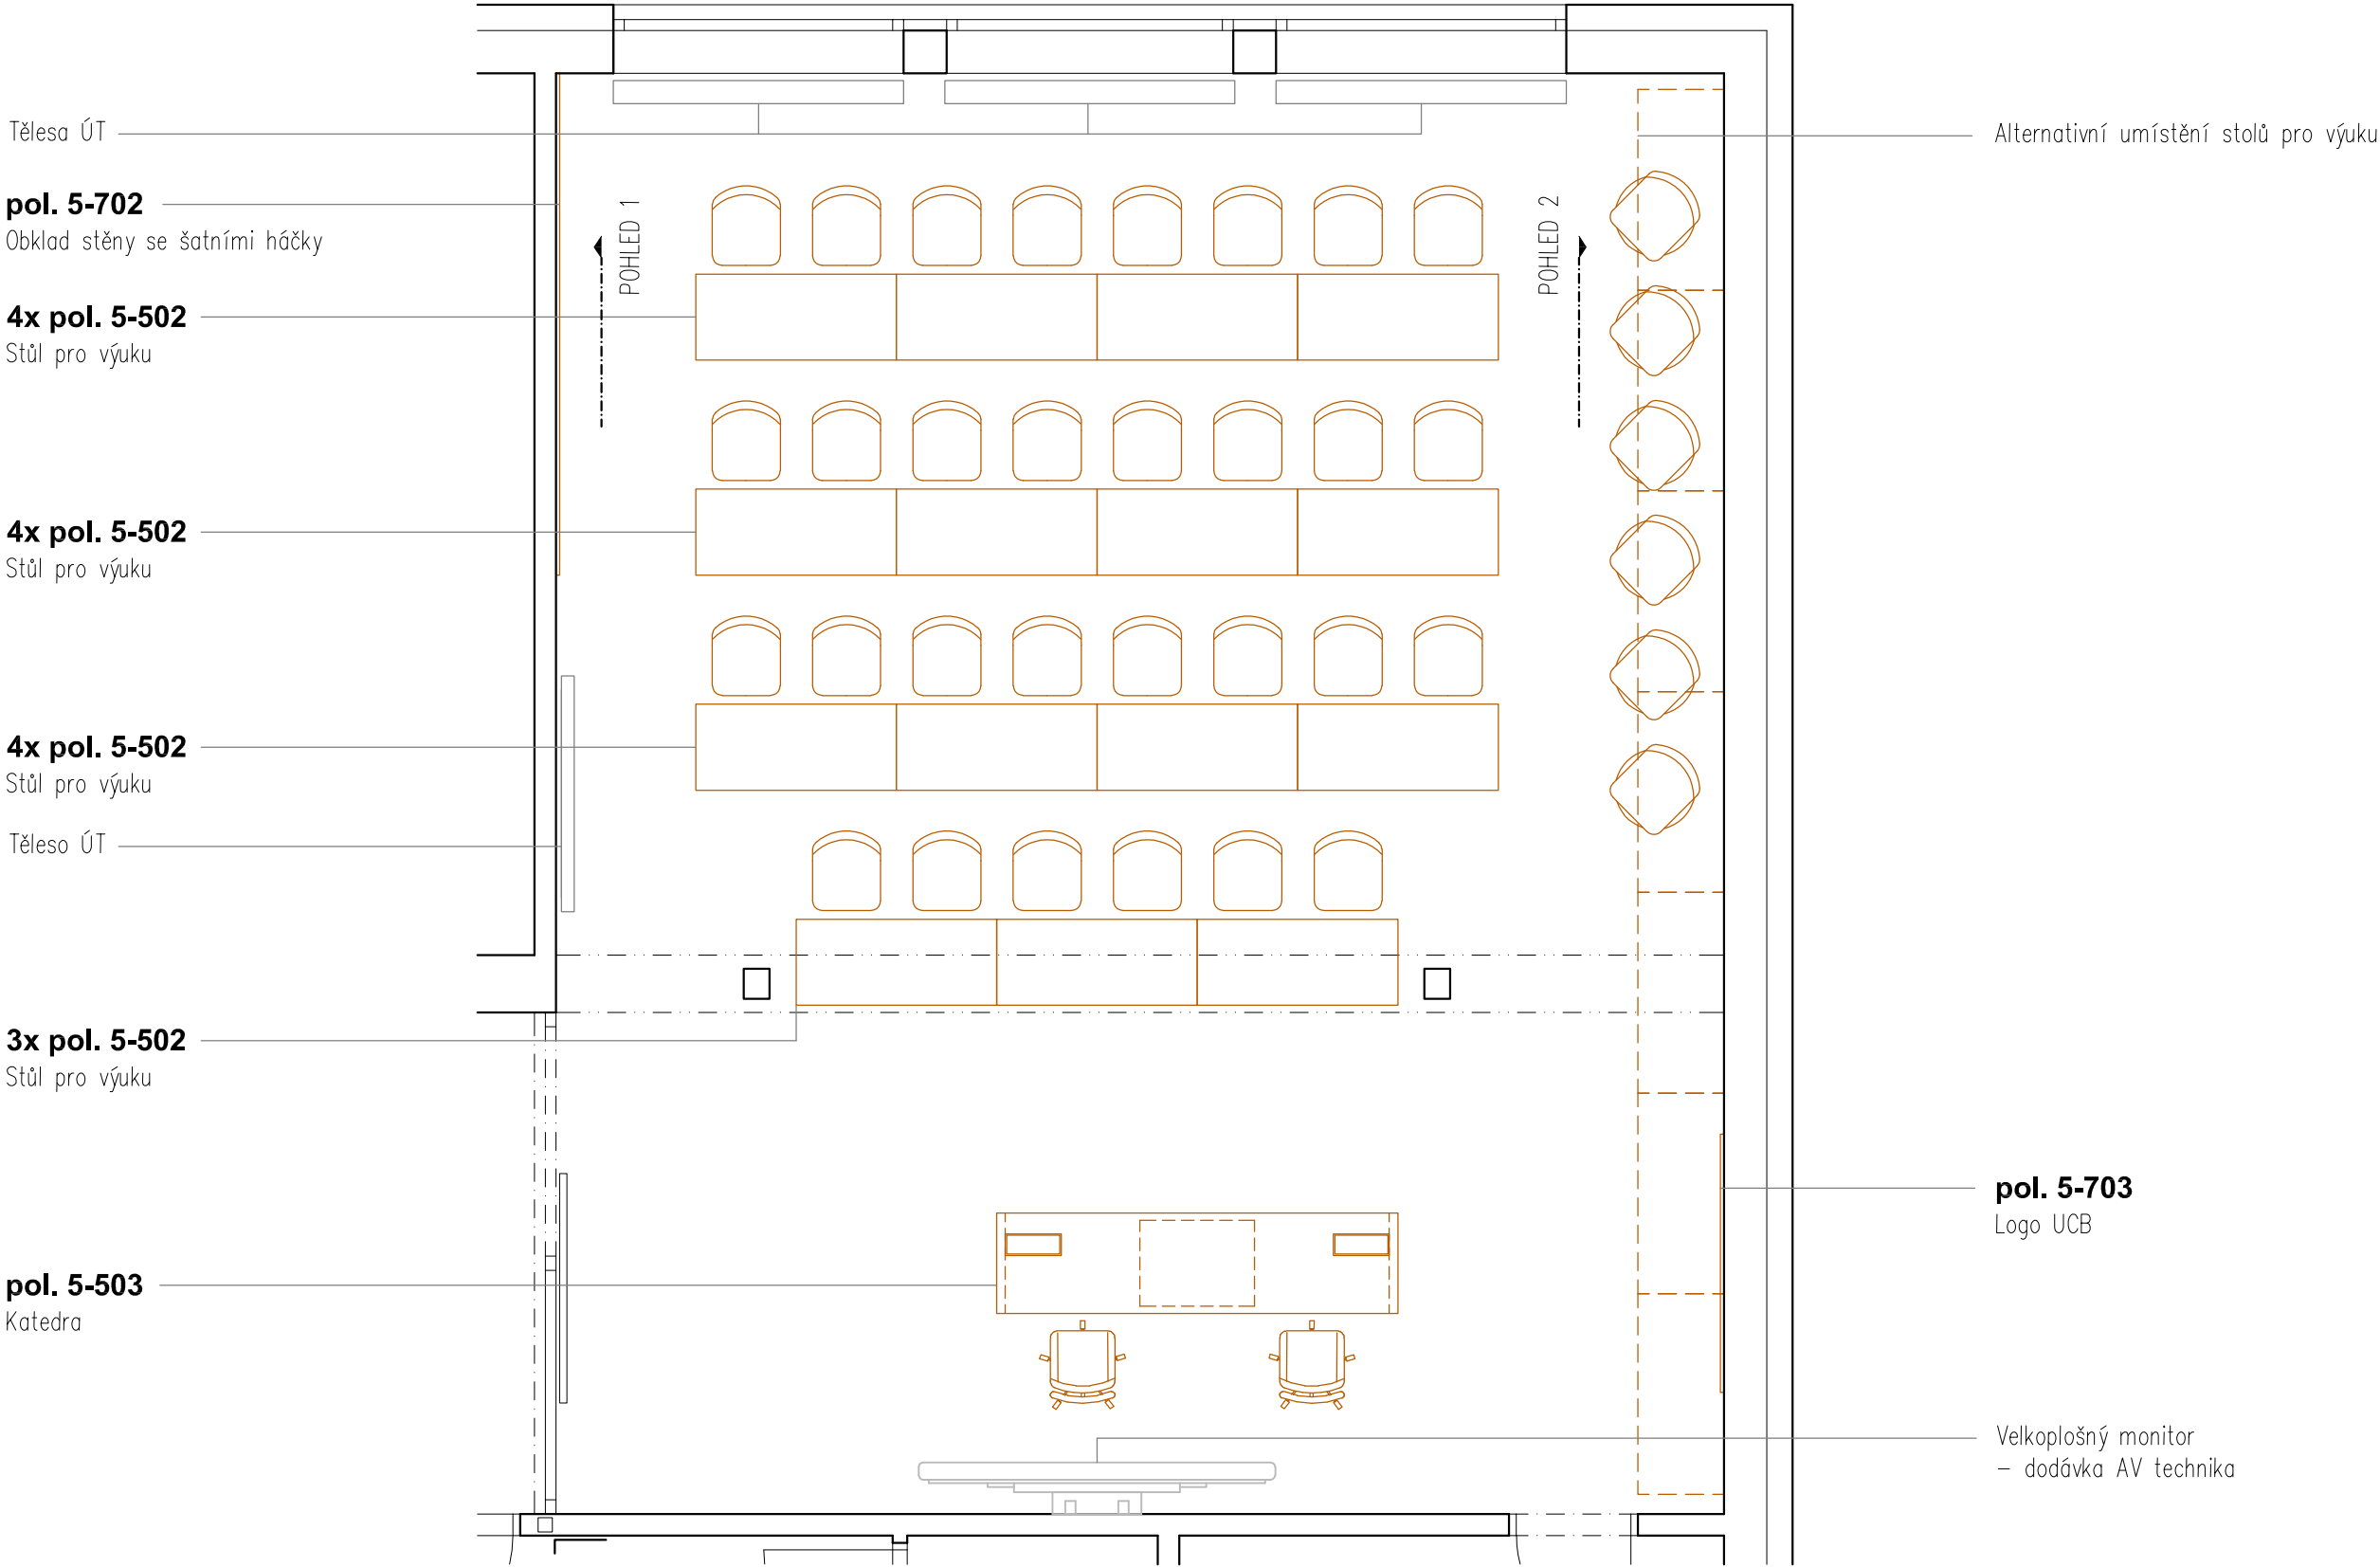 Tělesa ÚT
pol. 5-702
Obklad stěny se šatními háčky
4x pol. 5-502
Stůl pro výuku
4x pol. 5-502
Stůl pro výuku
4x pol. 5-502
Stůl pro výuku
Těleso ÚT
3x pol. 5-502
Stůl pro výuku
pol. 5-503
Katedra
POHLED 1
POHLED 2
Alternativní umístění stolů pro výuku
pol. 5-703
Logo UCB
Velkoplošný monitor
– dodávka AV technika